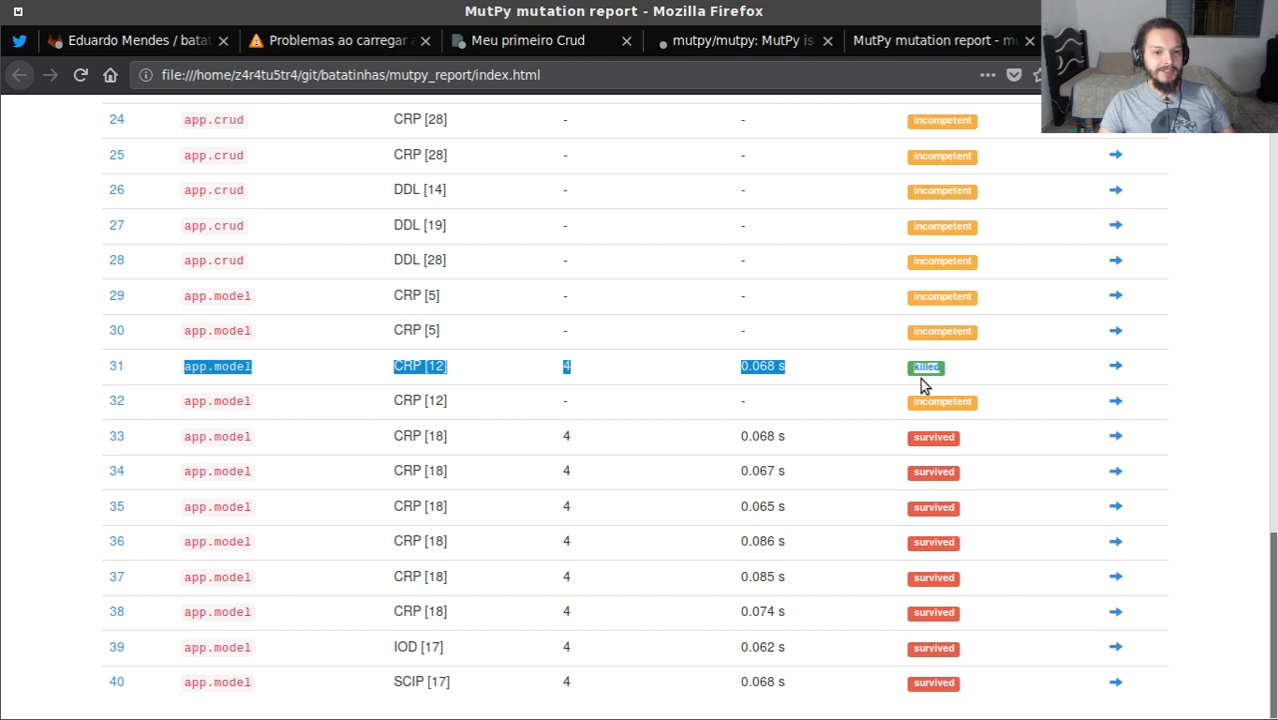 MutPy mutation report - Mozilla Firefox
Eduardo Mendes / batat
Problemas ao carregar a
Meu primeiro Crud
mutpy/mutpy: MutPy is
MutPy mutation report - mu
file:///home/z4r4tu5tr4/git/batatinhas/mutpy_report/index.html
24 app.crud CRP [28] - - incompetent
25 app.crud CRP [28] - - incompetent
26 app.crud DDL [14] - - incompetent
27 app.crud DDL [19] - - incompetent
28 app.crud DDL [28] - - incompetent
29 app.model CRP [5] - - incompetent
30 app.model CRP [5] - - incompetent
31 app.model CRP [12] 4 0.068 s killed
32 app.model CRP [12] - - incompetent
33 app.model CRP [18] 4 0.068 s survived
34 app.model CRP [18] 4 0.067 s survived
35 app.model CRP [18] 4 0.065 s survived
36 app.model CRP [18] 4 0.086 s survived
37 app.model CRP [18] 4 0.085 s survived
38 app.model CRP [18] 4 0.074 s survived
39 app.model IOD [17] 4 0.062 s survived
40 app.model SCIP [17] 4 0.068 s survived